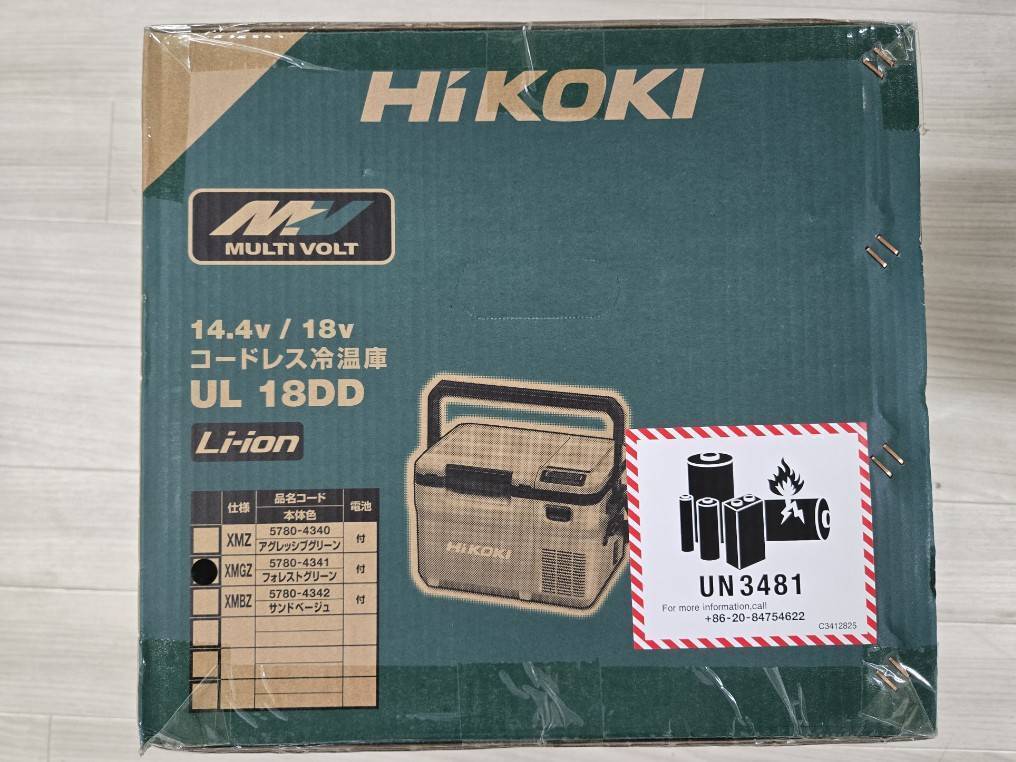 HiKOKI
MV
MULTI VOLT
14.4v / 18v
コードレス冷温庫
UL 18DD
Li-ion
仕様 品名コード 本体色 電池
XMZ 5780-4340 アグレッシブグリーン 付
XMGZ 5780-4341 フォレストグリーン 付
XMBZ 5780-4342 サンドベージュ 付
HiKOKI
UN3481
For more information,call
+86-20-84754622
C3412825